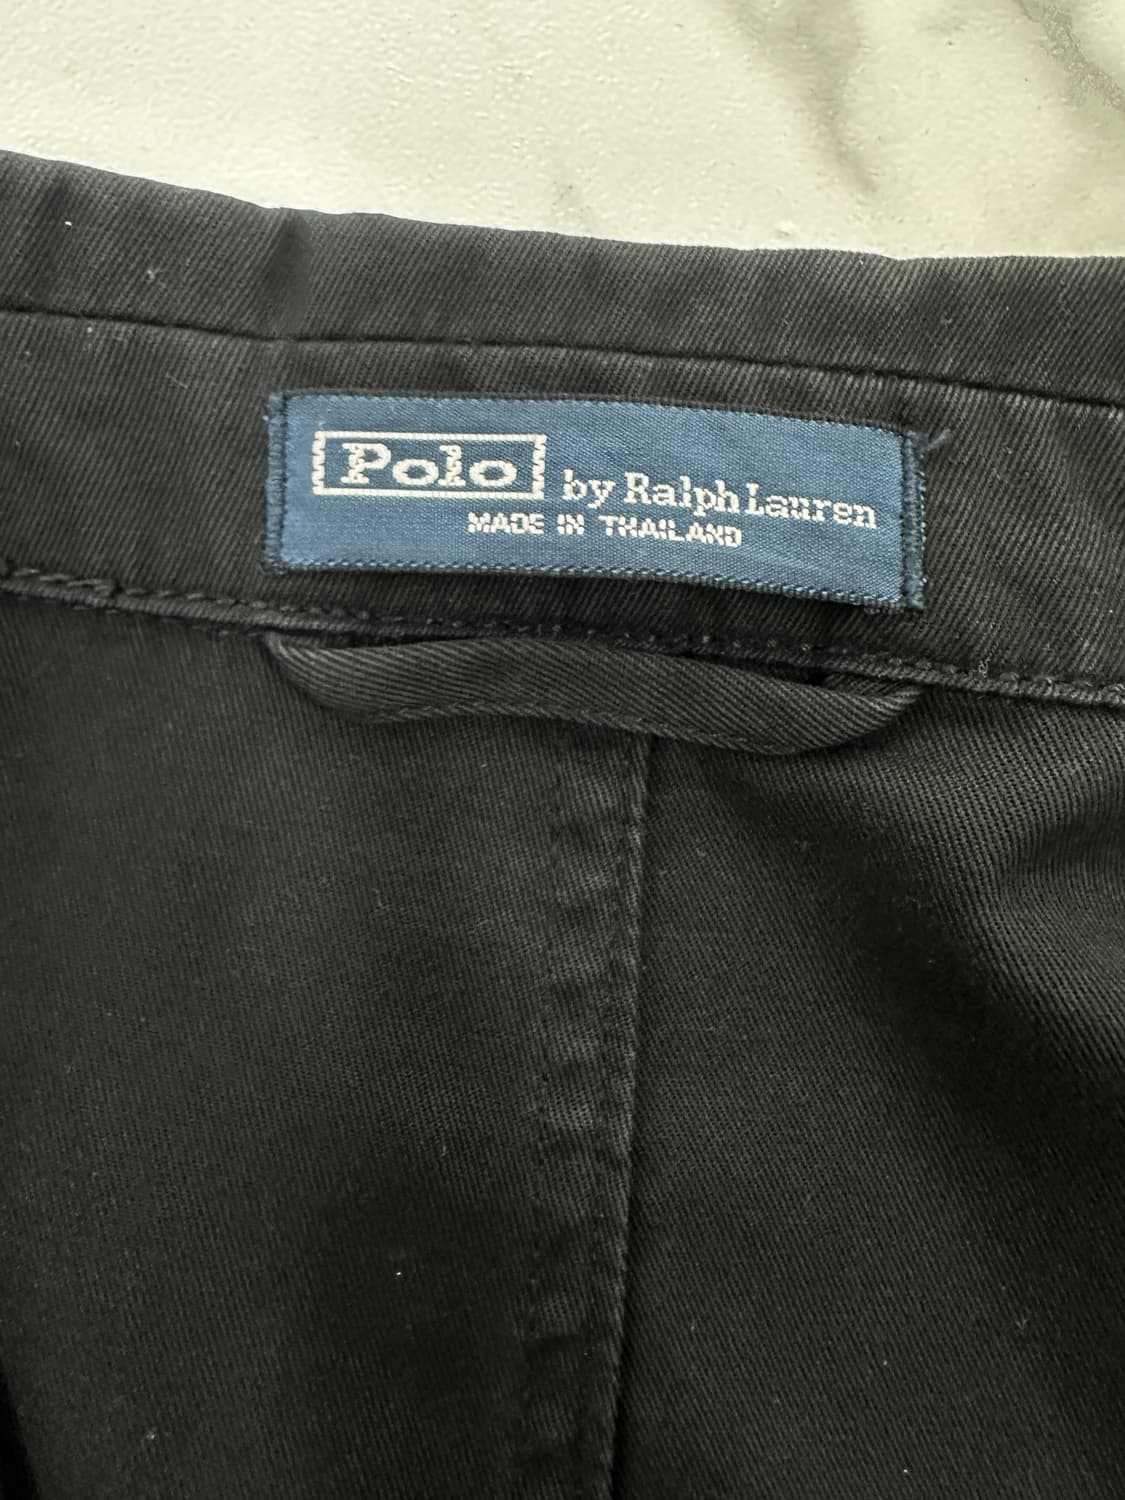 Polo by Ralph Lauren
MADE IN THAILAND